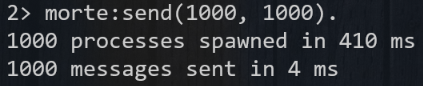 2> morte:send(1000, 1000).
1000 processes spawned in 410 ms
1000 messages sent in 4 ms